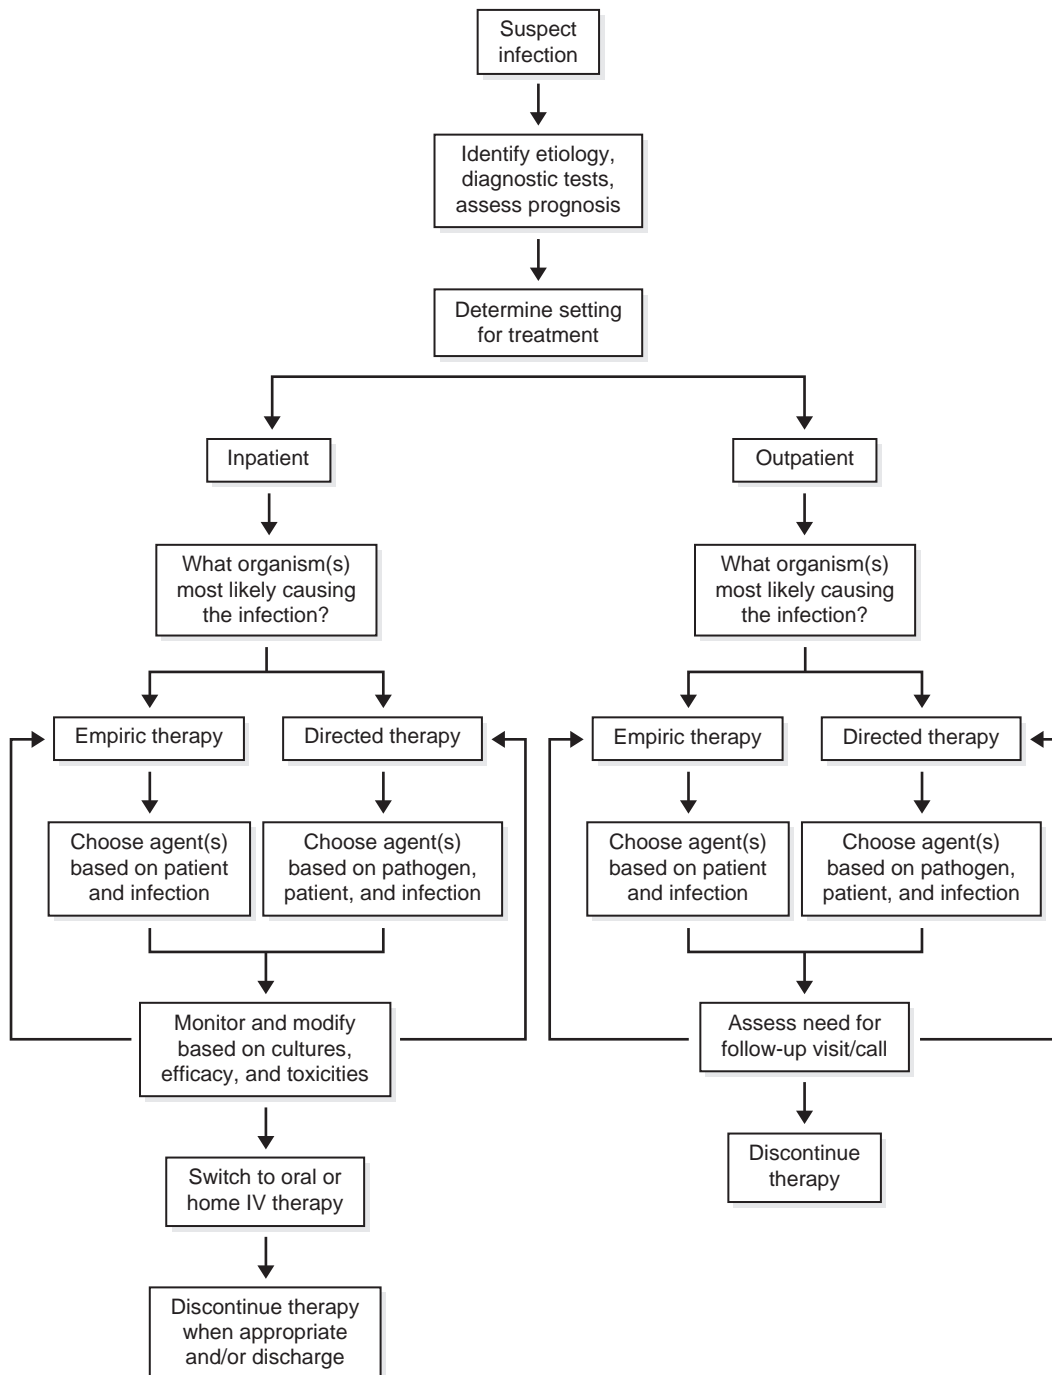 Suspect
infection
Identify etiology,
diagnostic tests,
assess prognosis
Determine setting
for treatment
Inpatient
Outpatient
What organism(s)
most likely causing
the infection?
What organism(s)
most likely causing
the infection?
Empiric therapy
Directed therapy
Empiric therapy
Directed therapy
Choose agent(s)
based on patient
and infection
Choose agent(s)
based on pathogen,
patient, and infection
Choose agent(s)
based on patient
and infection
Choose agent(s)
based on pathogen,
patient, and infection
Monitor and modify
based on cultures,
efficacy, and toxicities
Assess need for
follow-up visit/call
Switch to oral or
home IV therapy
Discontinue
therapy
Discontinue therapy
when appropriate
and/or discharge